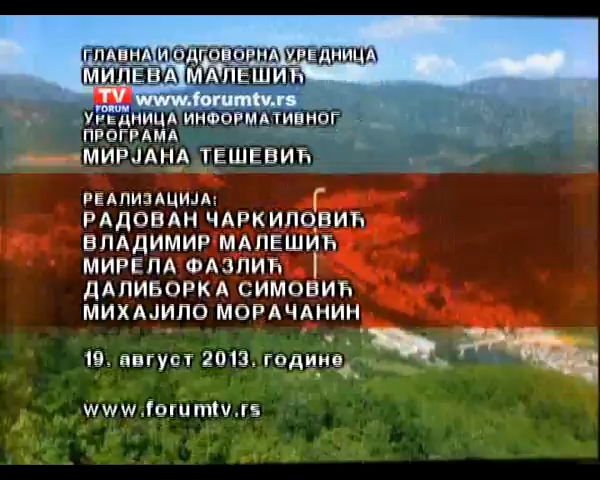 ГЛАВНА И ОДГОВОРНА УРЕДНИЦА
МИЛЕВА МАЛЕШИЋ
TV FORUM www.forumtv.rs
УРЕДНИЦА ИНФОРМАТИВНОГ
ПРОГРАМА
МИРЈАНА ТЕШЕВИЋ
РЕАЛИЗАЦИЈА:
РАДОВАН ЧАРКИЛОВИЋ
ВЛАДИМИР МАЛЕШИЋ
МИРЕЛА ФАЗЛИЋ
ДАЛИБОРКА СИМОВИЋ
МИХАЈЛО МОРАЧАНИН
19. август 2013. године
www.forumtv.rs